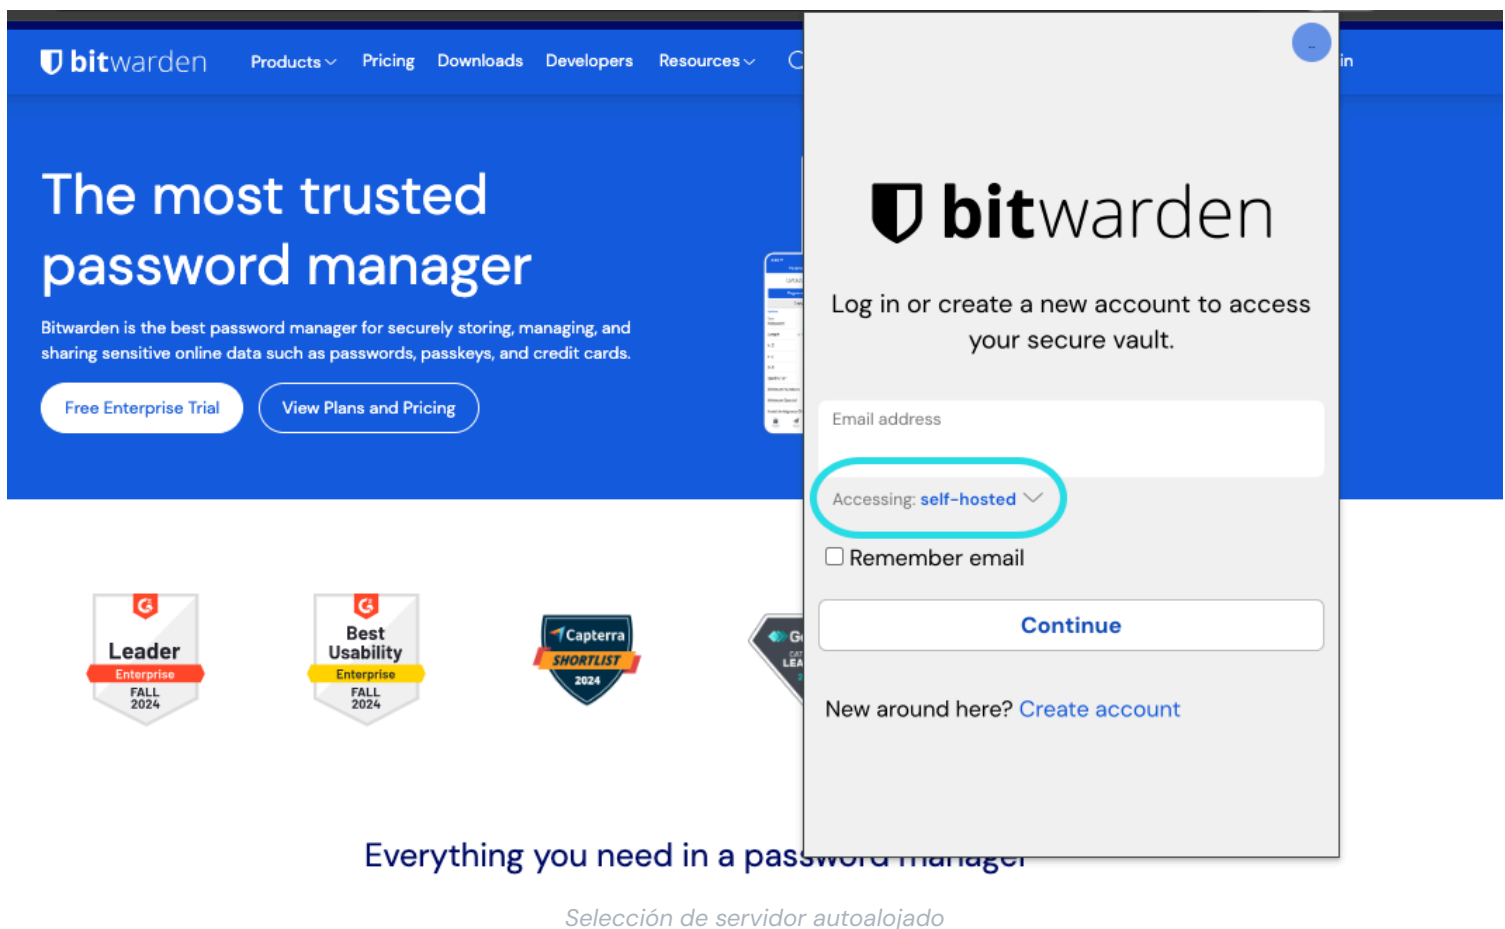 bitwarden Products Pricing Downloads Developers Resources in
The most trusted
password manager
Bitwarden is the best password manager for securely storing, managing, and
sharing sensitive online data such as passwords, passkeys, and credit cards.
Free Enterprise Trial View Plans and Pricing
bitwarden
Log in or create a new account to access
your secure vault.
Email address
Accessing: self-hosted
Remember email
Continue
New around here? Create account
Leader
Enterprise
FALL
2024
Best
Usability
Enterprise
FALL
2024
Capterra
SHORTLIST
2024
Everything you need in a password manager
Selección de servidor autoalojado